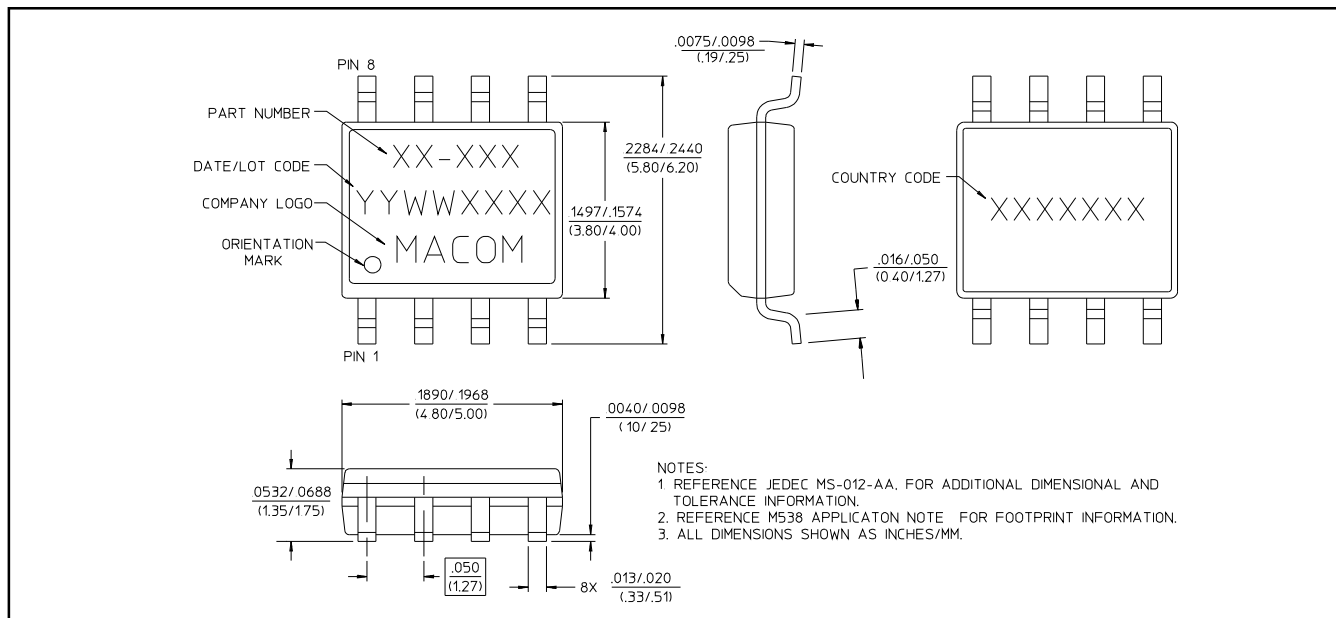 .0075/.0098
(.19/.25)
PIN 8
PART NUMBER
XX-XXX
DATE/LOT CODE
YYWWXXXX
COMPANY LOGO
MACOM
ORIENTATION
MARK
PIN 1
.2284/.2440
(5.80/6.20)
.1497/.1574
(3.80/4.00)
COUNTRY CODE
XXXXXXX
.016/.050
(0.40/1.27)
.1890/.1968
(4.80/5.00)
.0040/.0098
(.10/.25)
.0532/.0688
(1.35/1.75)
.050
(1.27)
8X
.013/.020
(.33/.51)
NOTES:
1. REFERENCE JEDEC MS-012-AA, FOR ADDITIONAL DIMENSIONAL AND
TOLERANCE INFORMATION.
2. REFERENCE M538 APPLICATON NOTE FOR FOOTPRINT INFORMATION.
3. ALL DIMENSIONS SHOWN AS INCHES/MM.